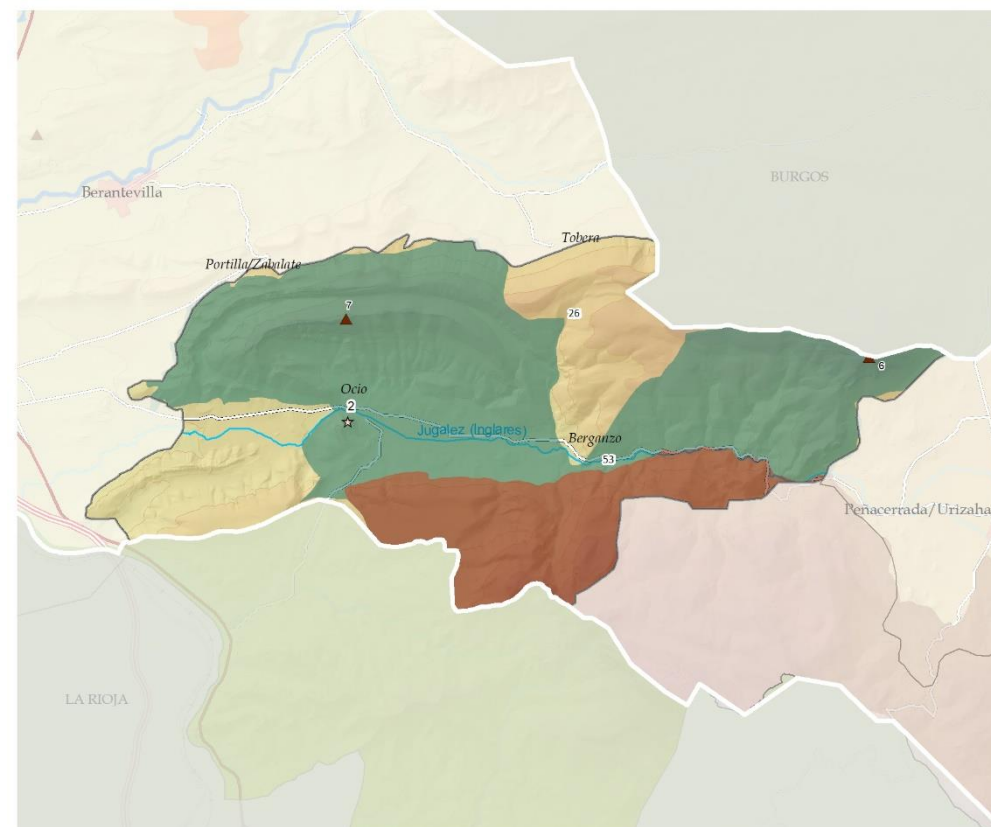 BURGOS
Berantevilla
Tobera
Portilla/Zabalate
7
26
6
Ocio
2
Jugalez (Inglares)
Berganzo
53
Peñacerrada/Urizaha
LA RIOJA